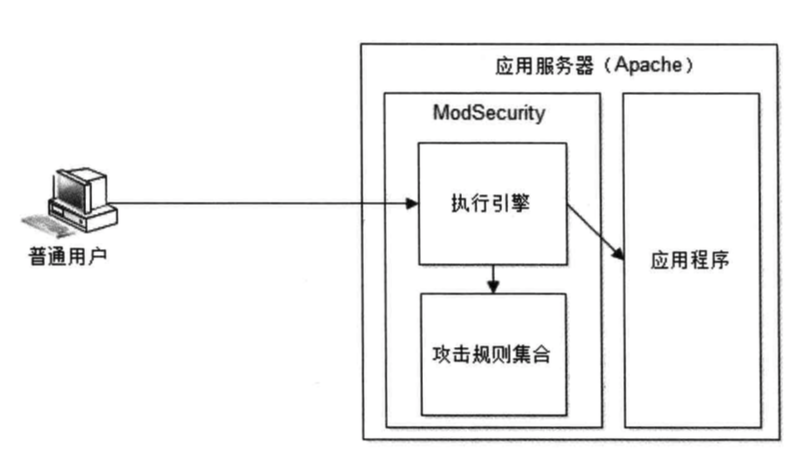 应用服务器（Apache）
ModSecurity
执行引擎
普通用户
应用程序
攻击规则集合